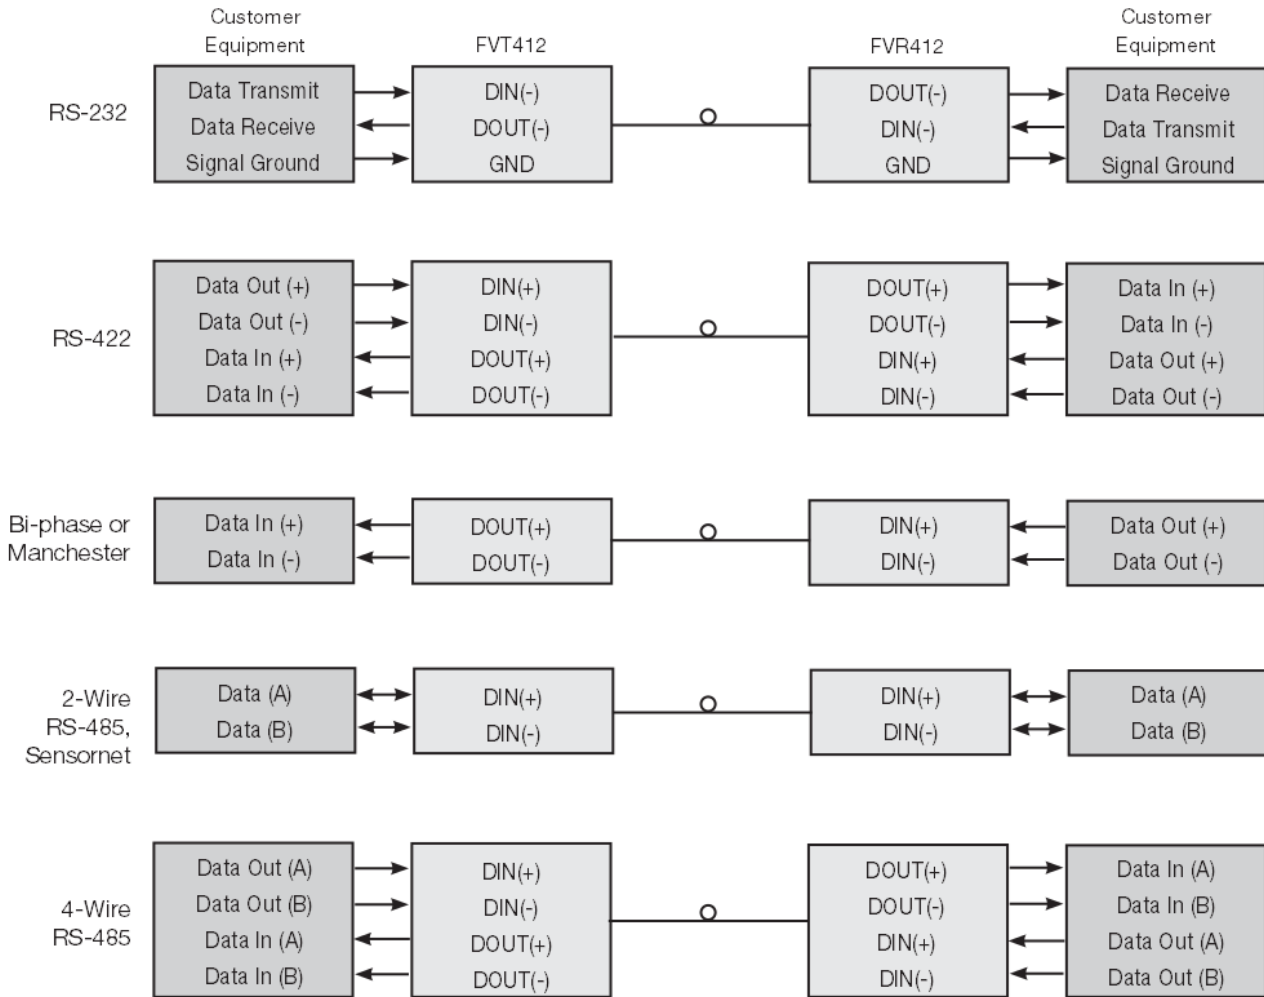 Customer
Equipment
FVT412
FVR412
Customer
Equipment
RS-232
Data Transmit
Data Receive
Signal Ground
DIN(-)
DOUT(-)
GND
DOUT(-)
DIN(-)
GND
Data Receive
Data Transmit
Signal Ground
RS-422
Data Out (+)
Data Out (-)
Data In (+)
Data In (-)
DIN(+)
DIN(-)
DOUT(+)
DOUT(-)
DOUT(+)
DOUT(-)
DIN(+)
DIN(-)
Data In (+)
Data In (-)
Data Out (+)
Data Out (-)
Bi-phase or
Manchester
Data In (+)
Data In (-)
DOUT(+)
DOUT(-)
DIN(+)
DIN(-)
Data Out (+)
Data Out (-)
2-Wire
RS-485,
Sensornet
Data (A)
Data (B)
DIN(+)
DIN(-)
DIN(+)
DIN(-)
Data (A)
Data (B)
4-Wire
RS-485
Data Out (A)
Data Out (B)
Data In (A)
Data In (B)
DIN(+)
DIN(-)
DOUT(+)
DOUT(-)
DOUT(+)
DOUT(-)
DIN(+)
DIN(-)
Data In (A)
Data In (B)
Data Out (A)
Data Out (B)